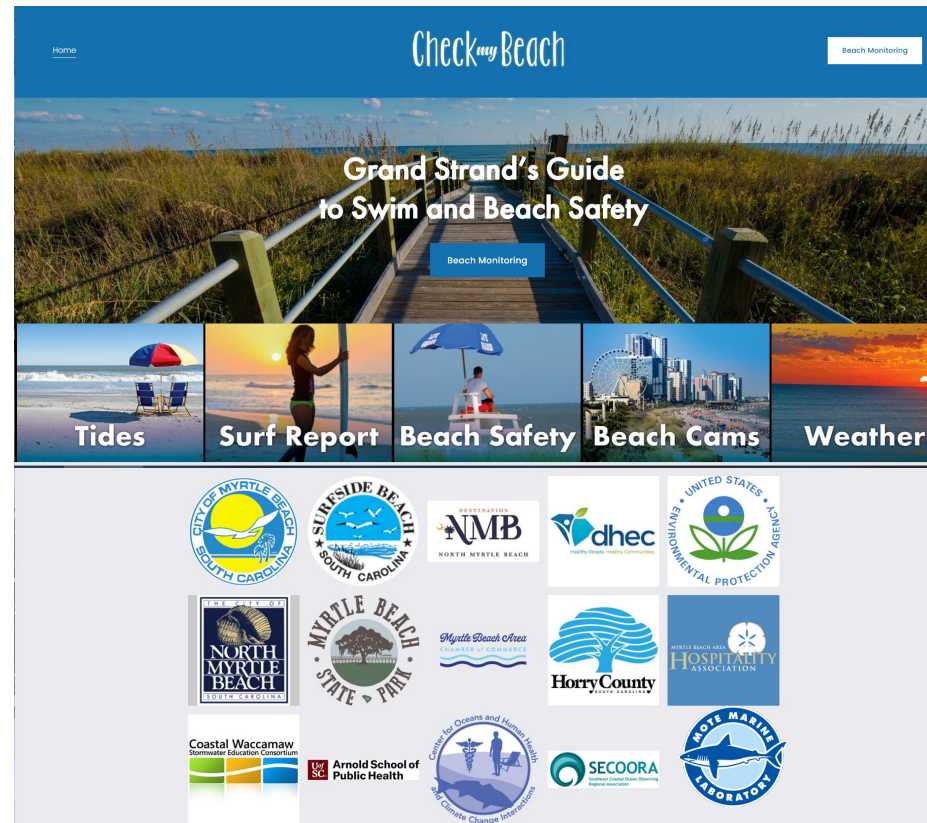 Home
Check my Beach
Beach Monitoring
Grand Strand's Guide
to Swim and Beach Safety
Beach Monitoring
Tides
Surf Report
Beach Safety
Beach Cams
Weather
CITY OF MYRTLE BEACH
SOUTH CAROLINA
SURFSIDE BEACH
SOUTH CAROLINA
DESTINATION
NMB
NORTH MYRTLE BEACH
dhec
Healthy People. Healthy Communities.
UNITED STATES
ENVIRONMENTAL PROTECTION AGENCY
THE CITY OF
NORTH
MYRTLE
BEACH
SOUTH CAROLINA
MYRTLE BEACH
STATE PARK
Myrtle Beach Area
CHAMBER of COMMERCE
Horry County
SOUTH CAROLINA
MYRTLE BEACH AREA
HOSPITALITY
ASSOCIATION
Coastal Waccamaw
Stormwater Education Consortium
UofSC
Arnold School of
Public Health
Center for Oceans and Human Health
and Climate Change Interactions
SECOORA
Southeast Coastal Ocean Observing
Regional Association
MOTE MARINE
LABORATORY